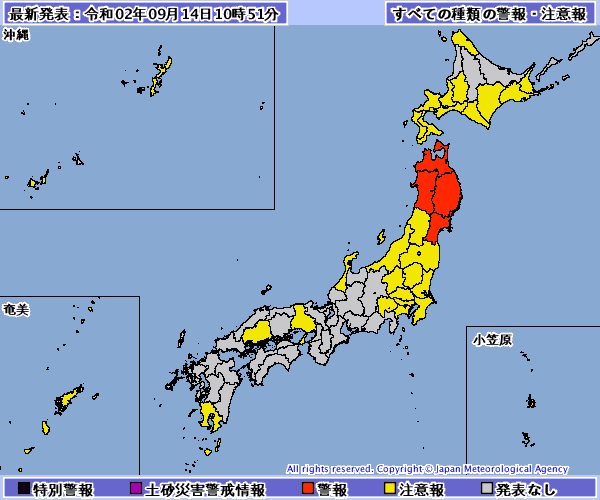 最新発表：令和02年09月14日10時51分
すべての種類の警報・注意報
沖縄
奄美
小笠原
All rights reserved. Copyright © Japan Meteorological Agency
特別警報 土砂災害警戒情報 警報 注意報 発表なし